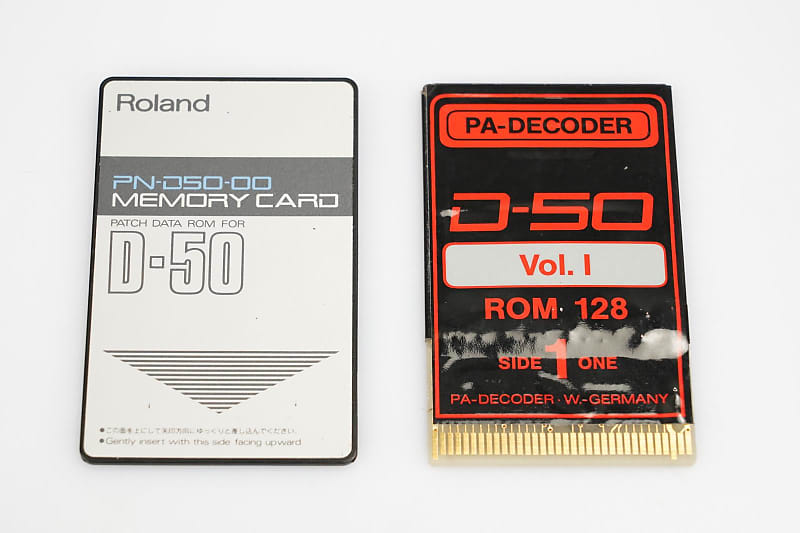 Roland
PN-D50-00
MEMORY CARD
PATCH DATA ROM FOR
D-50
●この面を上にして矢印方向にゆっくりと差し込んでください。
●Gently insert with this side facing upward
PA-DECODER
D-50
Vol. I
ROM 128
SIDE 1 ONE
PA-DECODER · W.-GERMANY